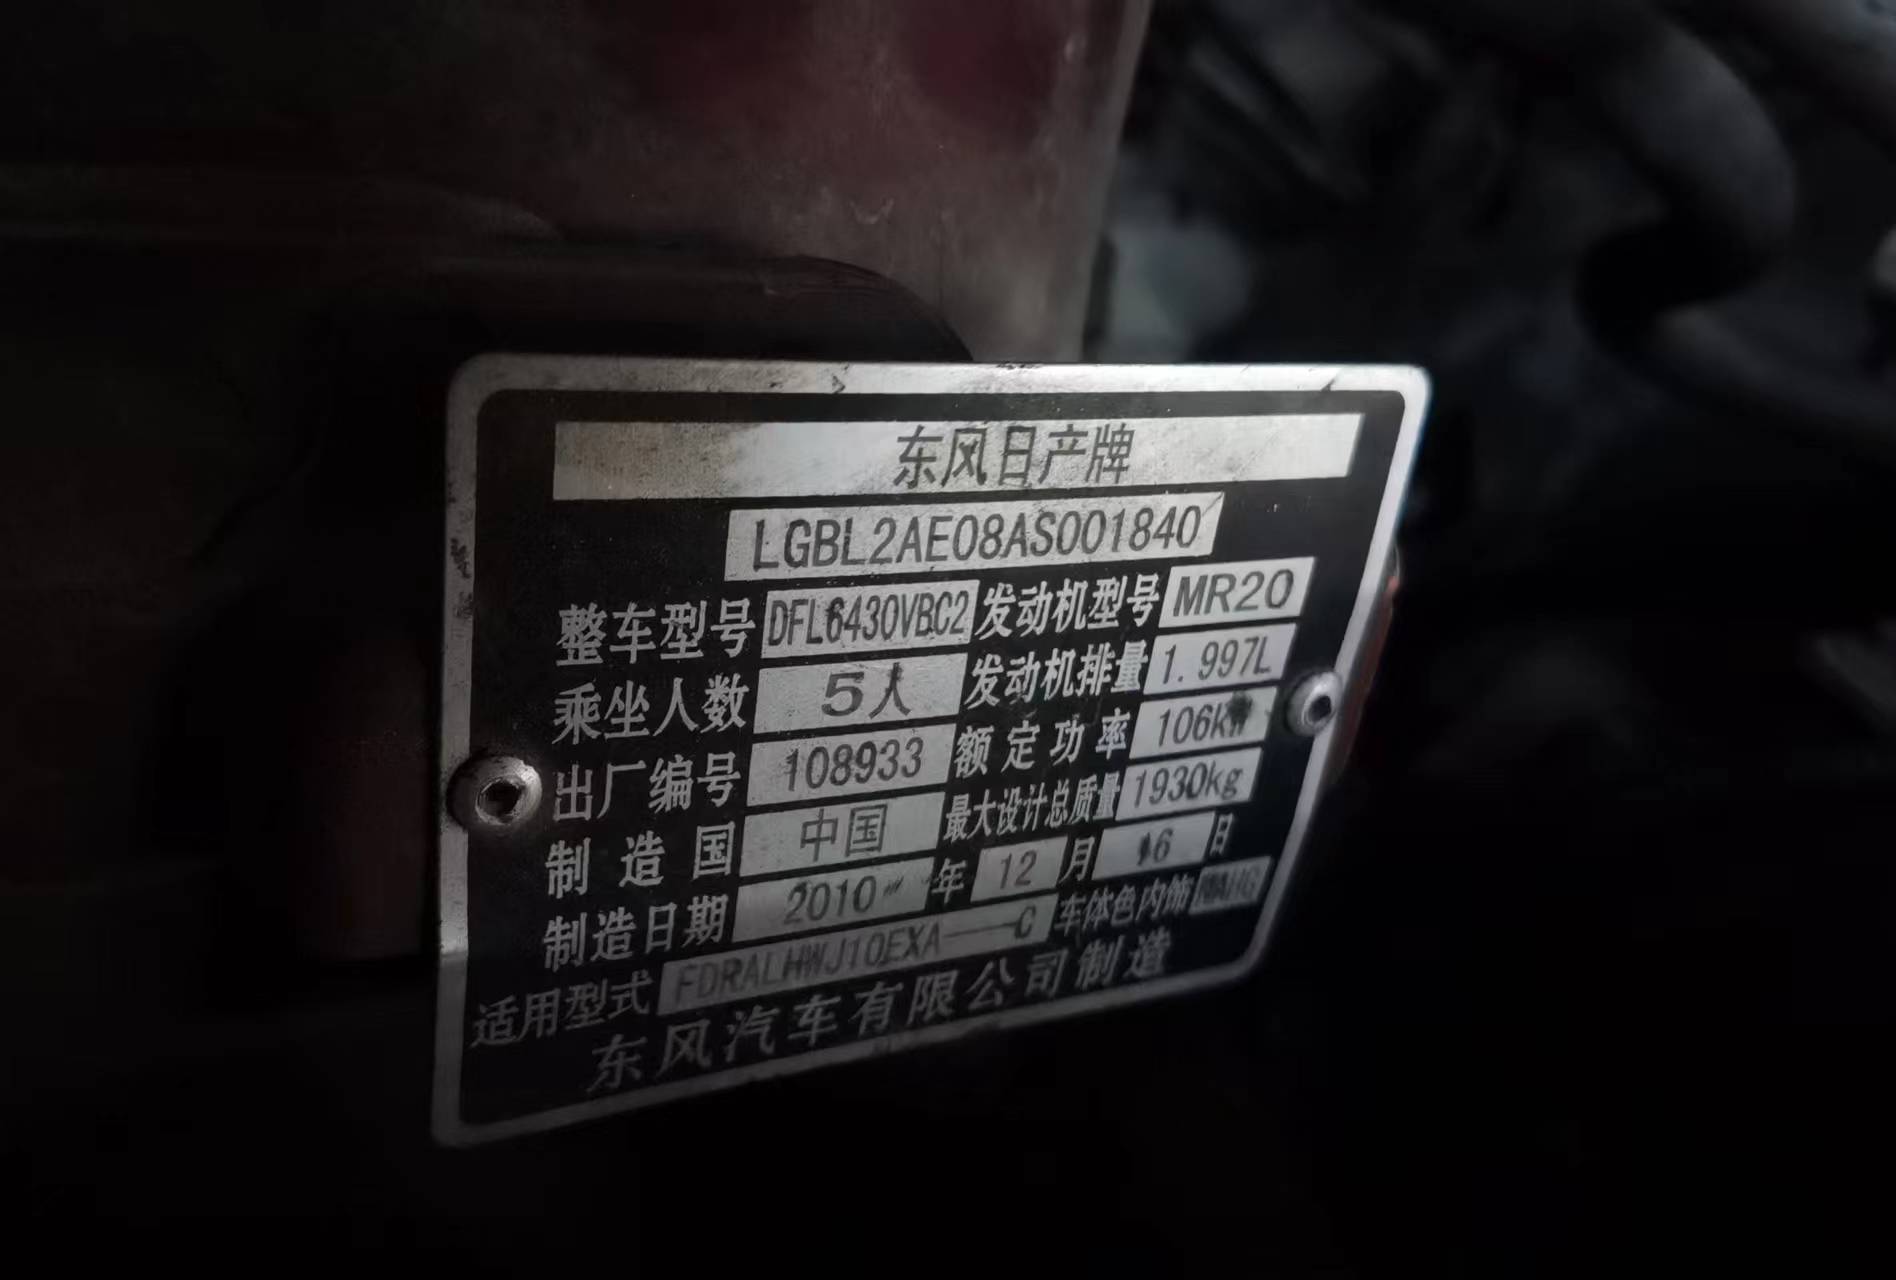 东风日产牌
LGBL2AE08AS001840
整车型号 DFL6430VBC2 发动机型号 MR20
乘坐人数 5人 发动机排量 1.997L
出厂编号 108933 额定功率 106kW
制造国 中国 最大设计总质量 1930kg
制造日期 2010 年 12 月 16 日
适用型式 FDRALHWJ10EXA——C 车体色内饰
东风汽车有限公司制造